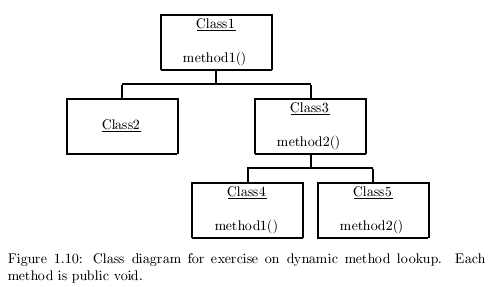 Class1
method1()
Class2
Class3
method2()
Class4
method1()
Class5
method2()
Figure 1.10: Class diagram for exercise on dynamic method lookup. Each
method is public void.